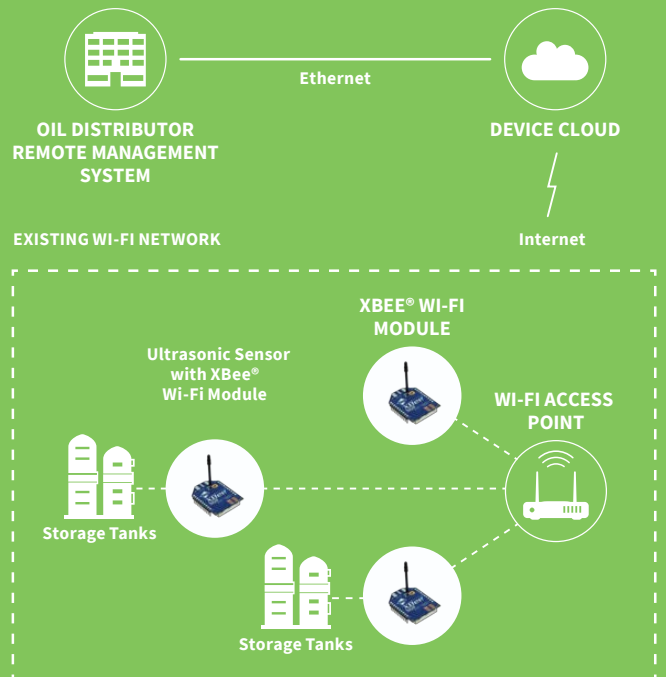 Ethernet
OIL DISTRIBUTOR
REMOTE MANAGEMENT
SYSTEM
DEVICE CLOUD
EXISTING WI-FI NETWORK
Internet
XBEE® WI-FI
MODULE
Ultrasonic Sensor
with XBee®
Wi-Fi Module
WI-FI ACCESS
POINT
Storage Tanks
Storage Tanks